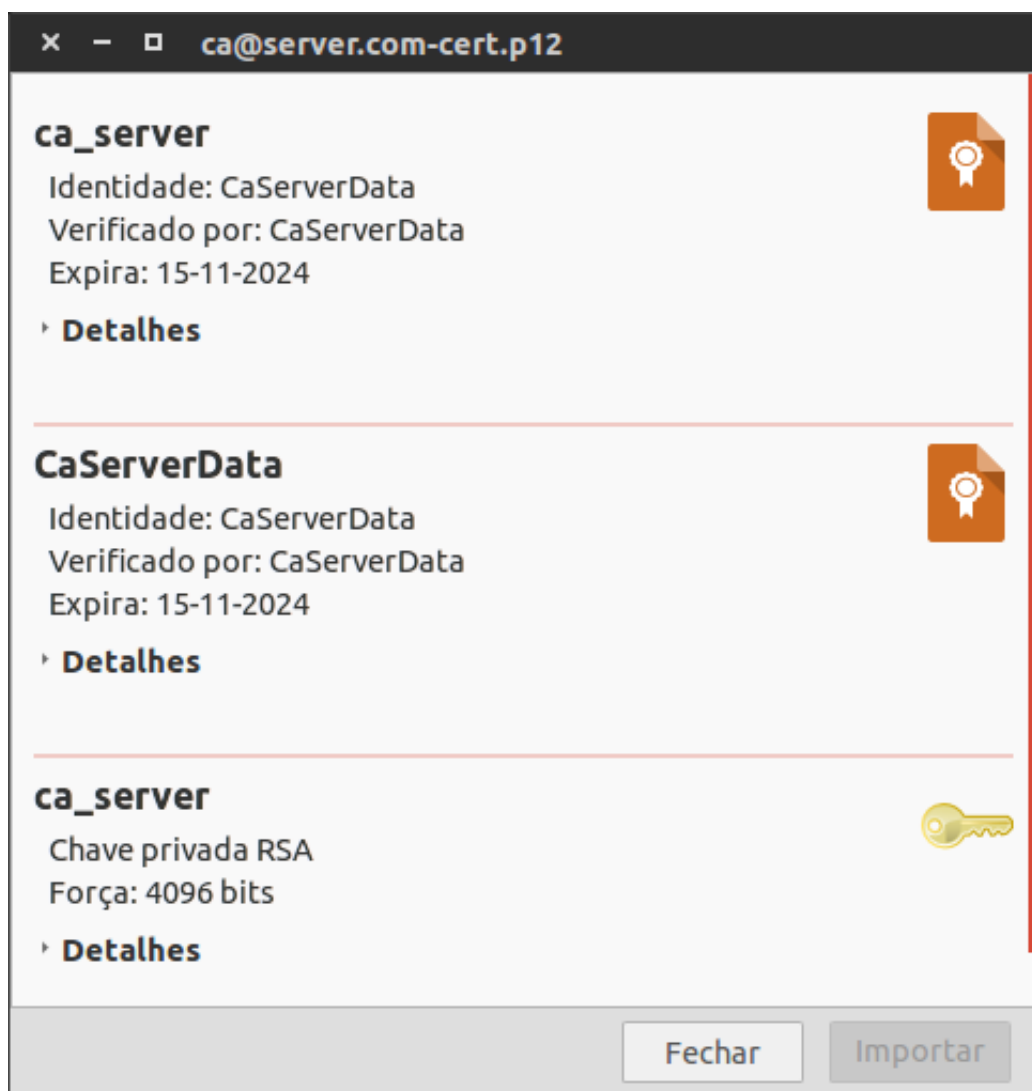 ca@server.com-cert.p12
ca_server
Identidade: CaServerData
Verificado por: CaServerData
Expira: 15-11-2024
Detalhes
CaServerData
Identidade: CaServerData
Verificado por: CaServerData
Expira: 15-11-2024
Detalhes
ca_server
Chave privada RSA
Força: 4096 bits
Detalhes
Fechar Importar